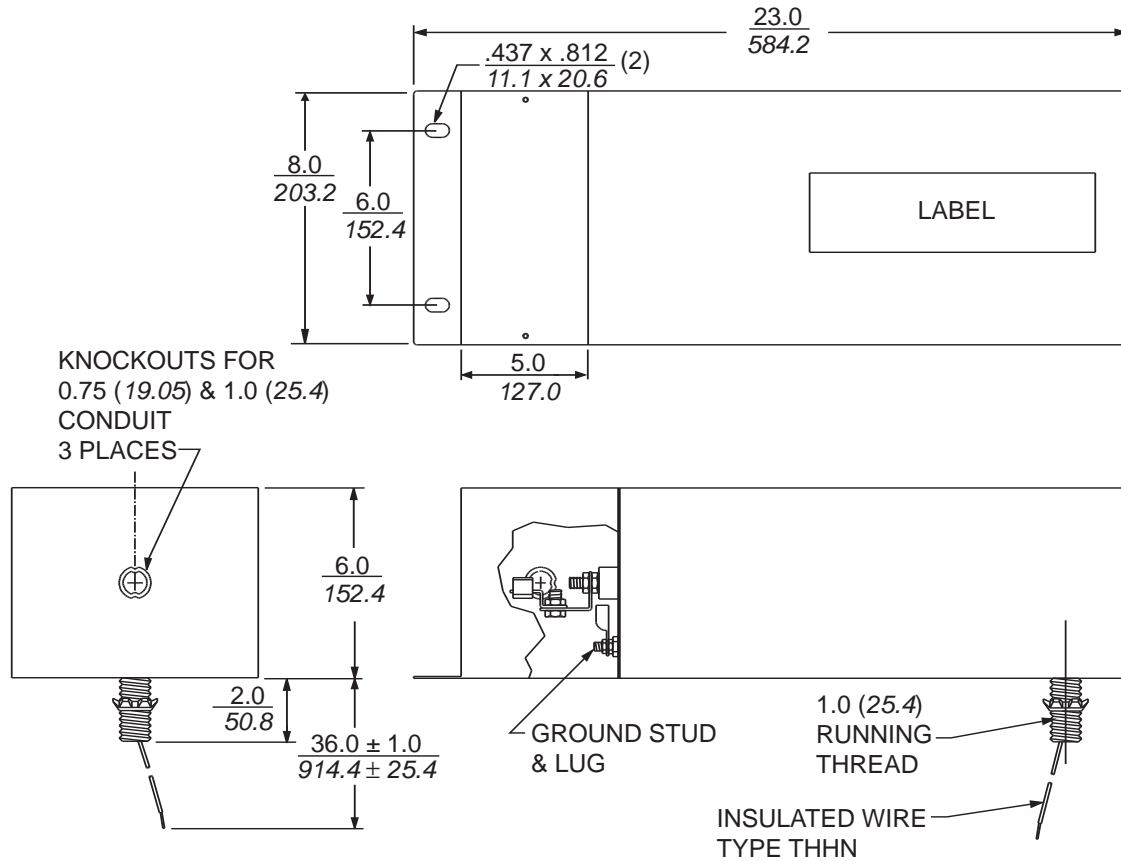 23.0
584.2
.437 x .812 (2)
11.1 x 20.6
8.0
203.2
6.0
152.4
LABEL
5.0
127.0
KNOCKOUTS FOR
0.75 (19.05) & 1.0 (25.4)
CONDUIT
3 PLACES
6.0
152.4
2.0
50.8
36.0 ± 1.0
914.4 ± 25.4
GROUND STUD
& LUG
1.0 (25.4)
RUNNING
THREAD
INSULATED WIRE
TYPE THHN